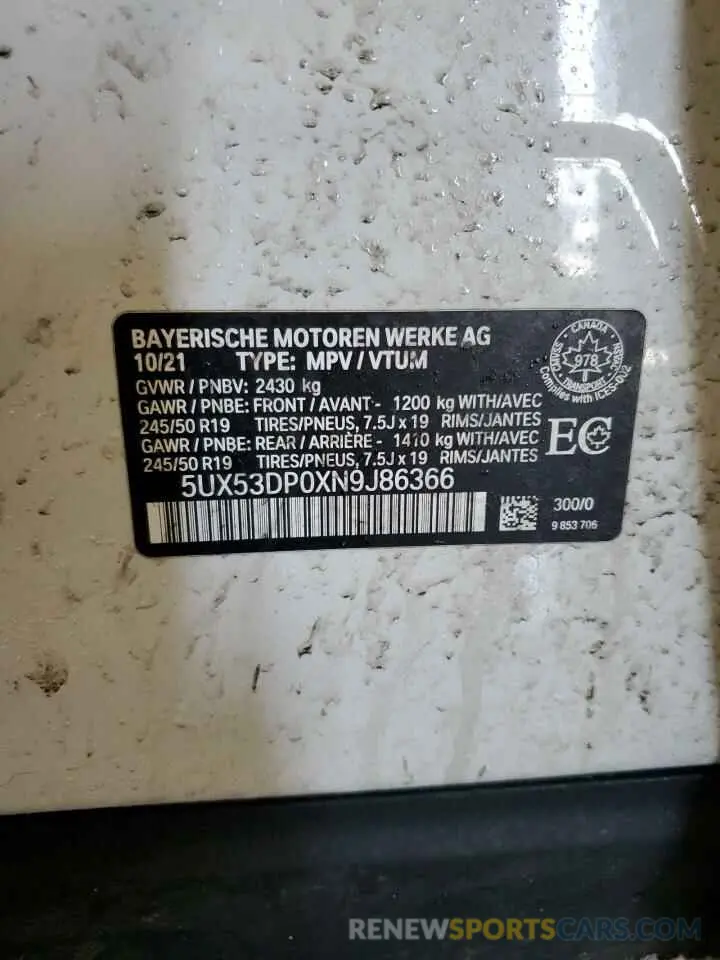 BAYERISCHE MOTOREN WERKE AG
10/21 TYPE: MPV / VTUM
GVWR / PNBV: 2430 kg
GAWR / PNBE: FRONT / AVANT - 1200 kg WITH/AVEC
245/50 R19 TIRES/PNEUS, 7.5J x 19 RIMS/JANTES
GAWR / PNBE: REAR / ARRIÈRE - 1410 kg WITH/AVEC
245/50 R19 TIRES/PNEUS, 7.5J x 19 RIMS/JANTES
5UX53DP0XN9J86366
CANADA
978
TRANSPORT
Complies with ICES-002
EC
300/0
9 853 706
RENEWSPORTSCARS.COM